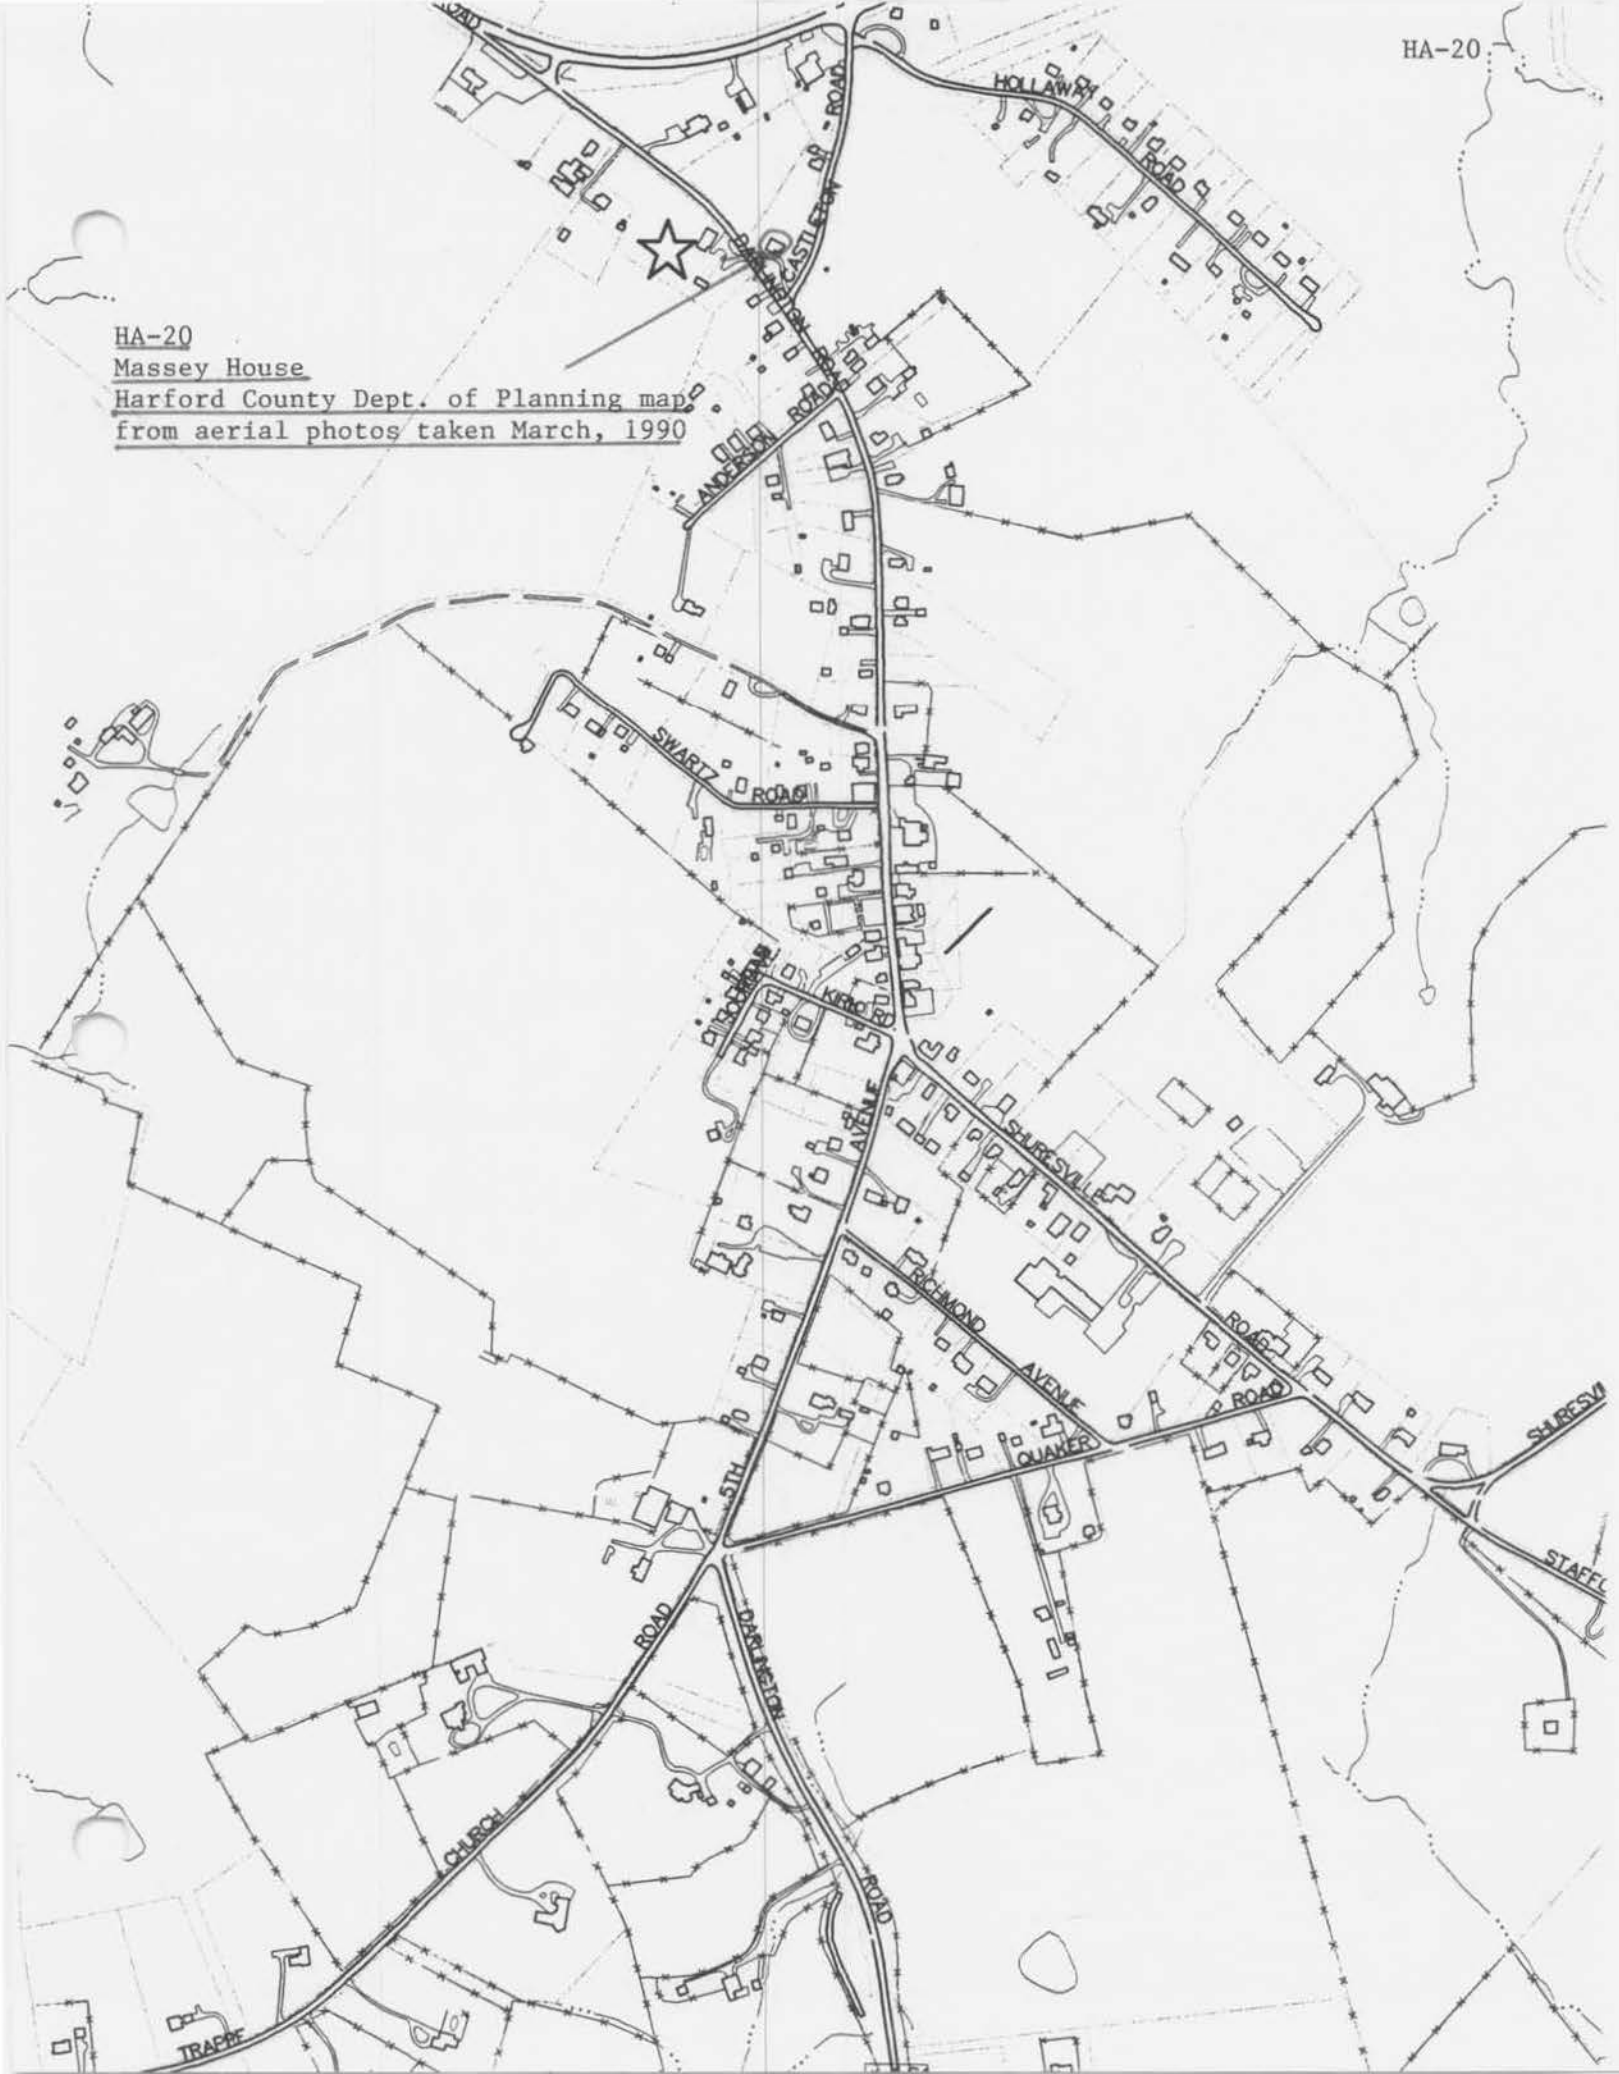 HA-20
ROAD
ROAD
HOLLAWAY
ROAD
CASTLETON
DARLINGTON
ROAD
HA-20
Massey House
Harford County Dept. of Planning map,
from aerial photos taken March, 1990
ANDERSON ROAD
SWARTZ
ROAD
KIRK RD
AVENUE
SHURESVILLE
RICHMOND
AVENUE
ROAD
ROAD
QUAKER
SHURESVI
5TH
STAFFO
ROAD
DARLINGTON
CHURCH
ROAD
TRAPPE